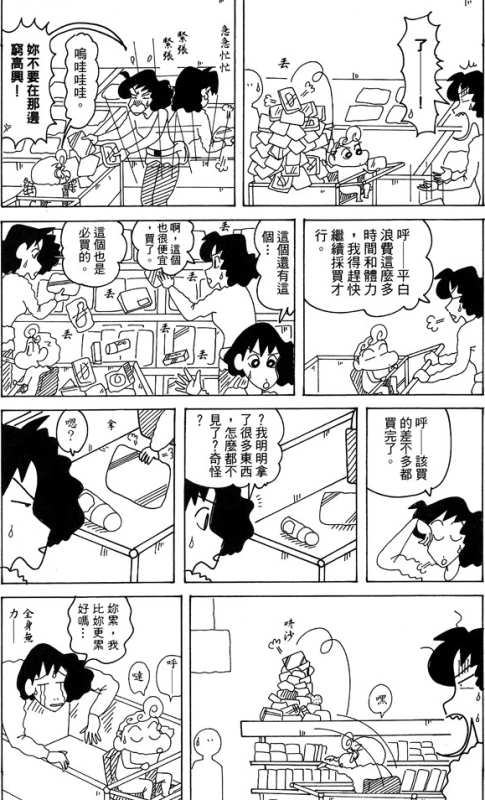 了——！
丟
丟
急急忙忙
緊張
緊張
嗚哇哇哇。
妳不要在那邊
窮高興！
呼——平白
浪費這麼多
時間和體力
，我得趕快
繼續採買才
行。
這個還有這
個…
丟
啊，這個
也很便宜
，買了。
丟
丟
丟
這個也是
必買的。
丟
丟
丟
呼——該買
的差不多都
買完了。
？我明明拿
了很多東西
，怎麼都不
見了？奇怪
？
拿
嗯？
嘿
咔沙
呼
哇
妳累，我
比妳更累
好嗎…
全身無
力——